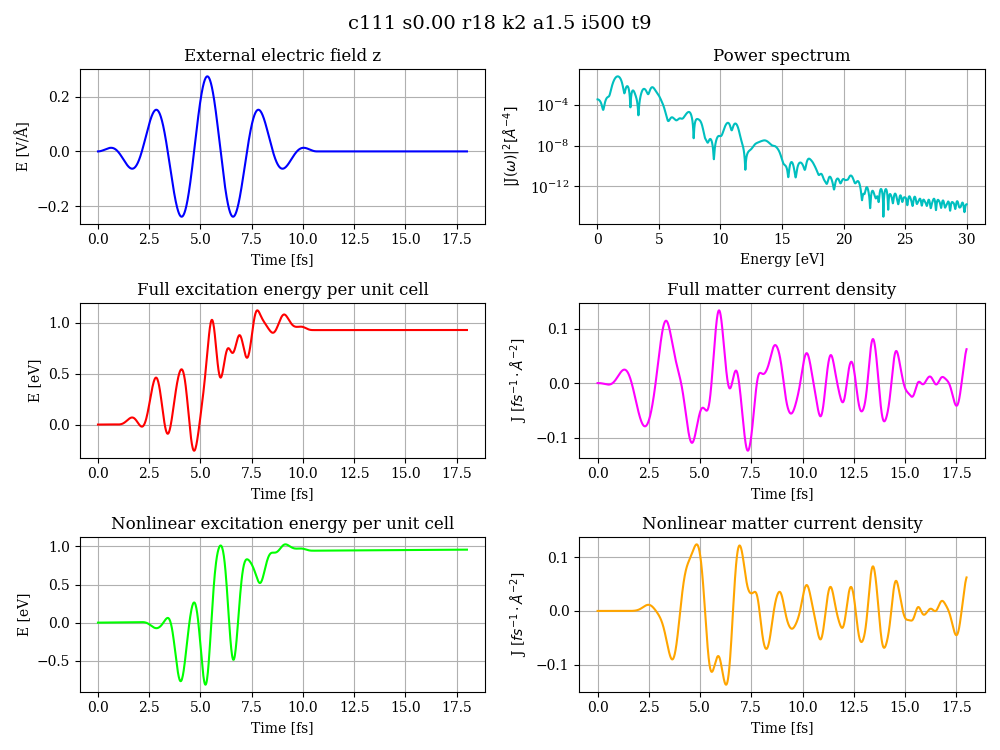 c111 s0.00 r18 k2 a1.5 i500 t9
External electric field z
E [V/Å]
0.2
0.0
−0.2
0.0 2.5 5.0 7.5 10.0 12.5 15.0 17.5
Time [fs]
Power spectrum
|J(ω)|²[Å⁻⁴]
10⁻⁴
10⁻⁸
10⁻¹²
0 5 10 15 20 25 30
Energy [eV]
Full excitation energy per unit cell
E [eV]
1.0
0.5
0.0
0.0 2.5 5.0 7.5 10.0 12.5 15.0 17.5
Time [fs]
Full matter current density
J [fs⁻¹ · Å⁻²]
0.1
0.0
−0.1
0.0 2.5 5.0 7.5 10.0 12.5 15.0 17.5
Time [fs]
Nonlinear excitation energy per unit cell
E [eV]
1.0
0.5
0.0
−0.5
0.0 2.5 5.0 7.5 10.0 12.5 15.0 17.5
Time [fs]
Nonlinear matter current density
J [fs⁻¹ · Å⁻²]
0.1
0.0
−0.1
0.0 2.5 5.0 7.5 10.0 12.5 15.0 17.5
Time [fs]